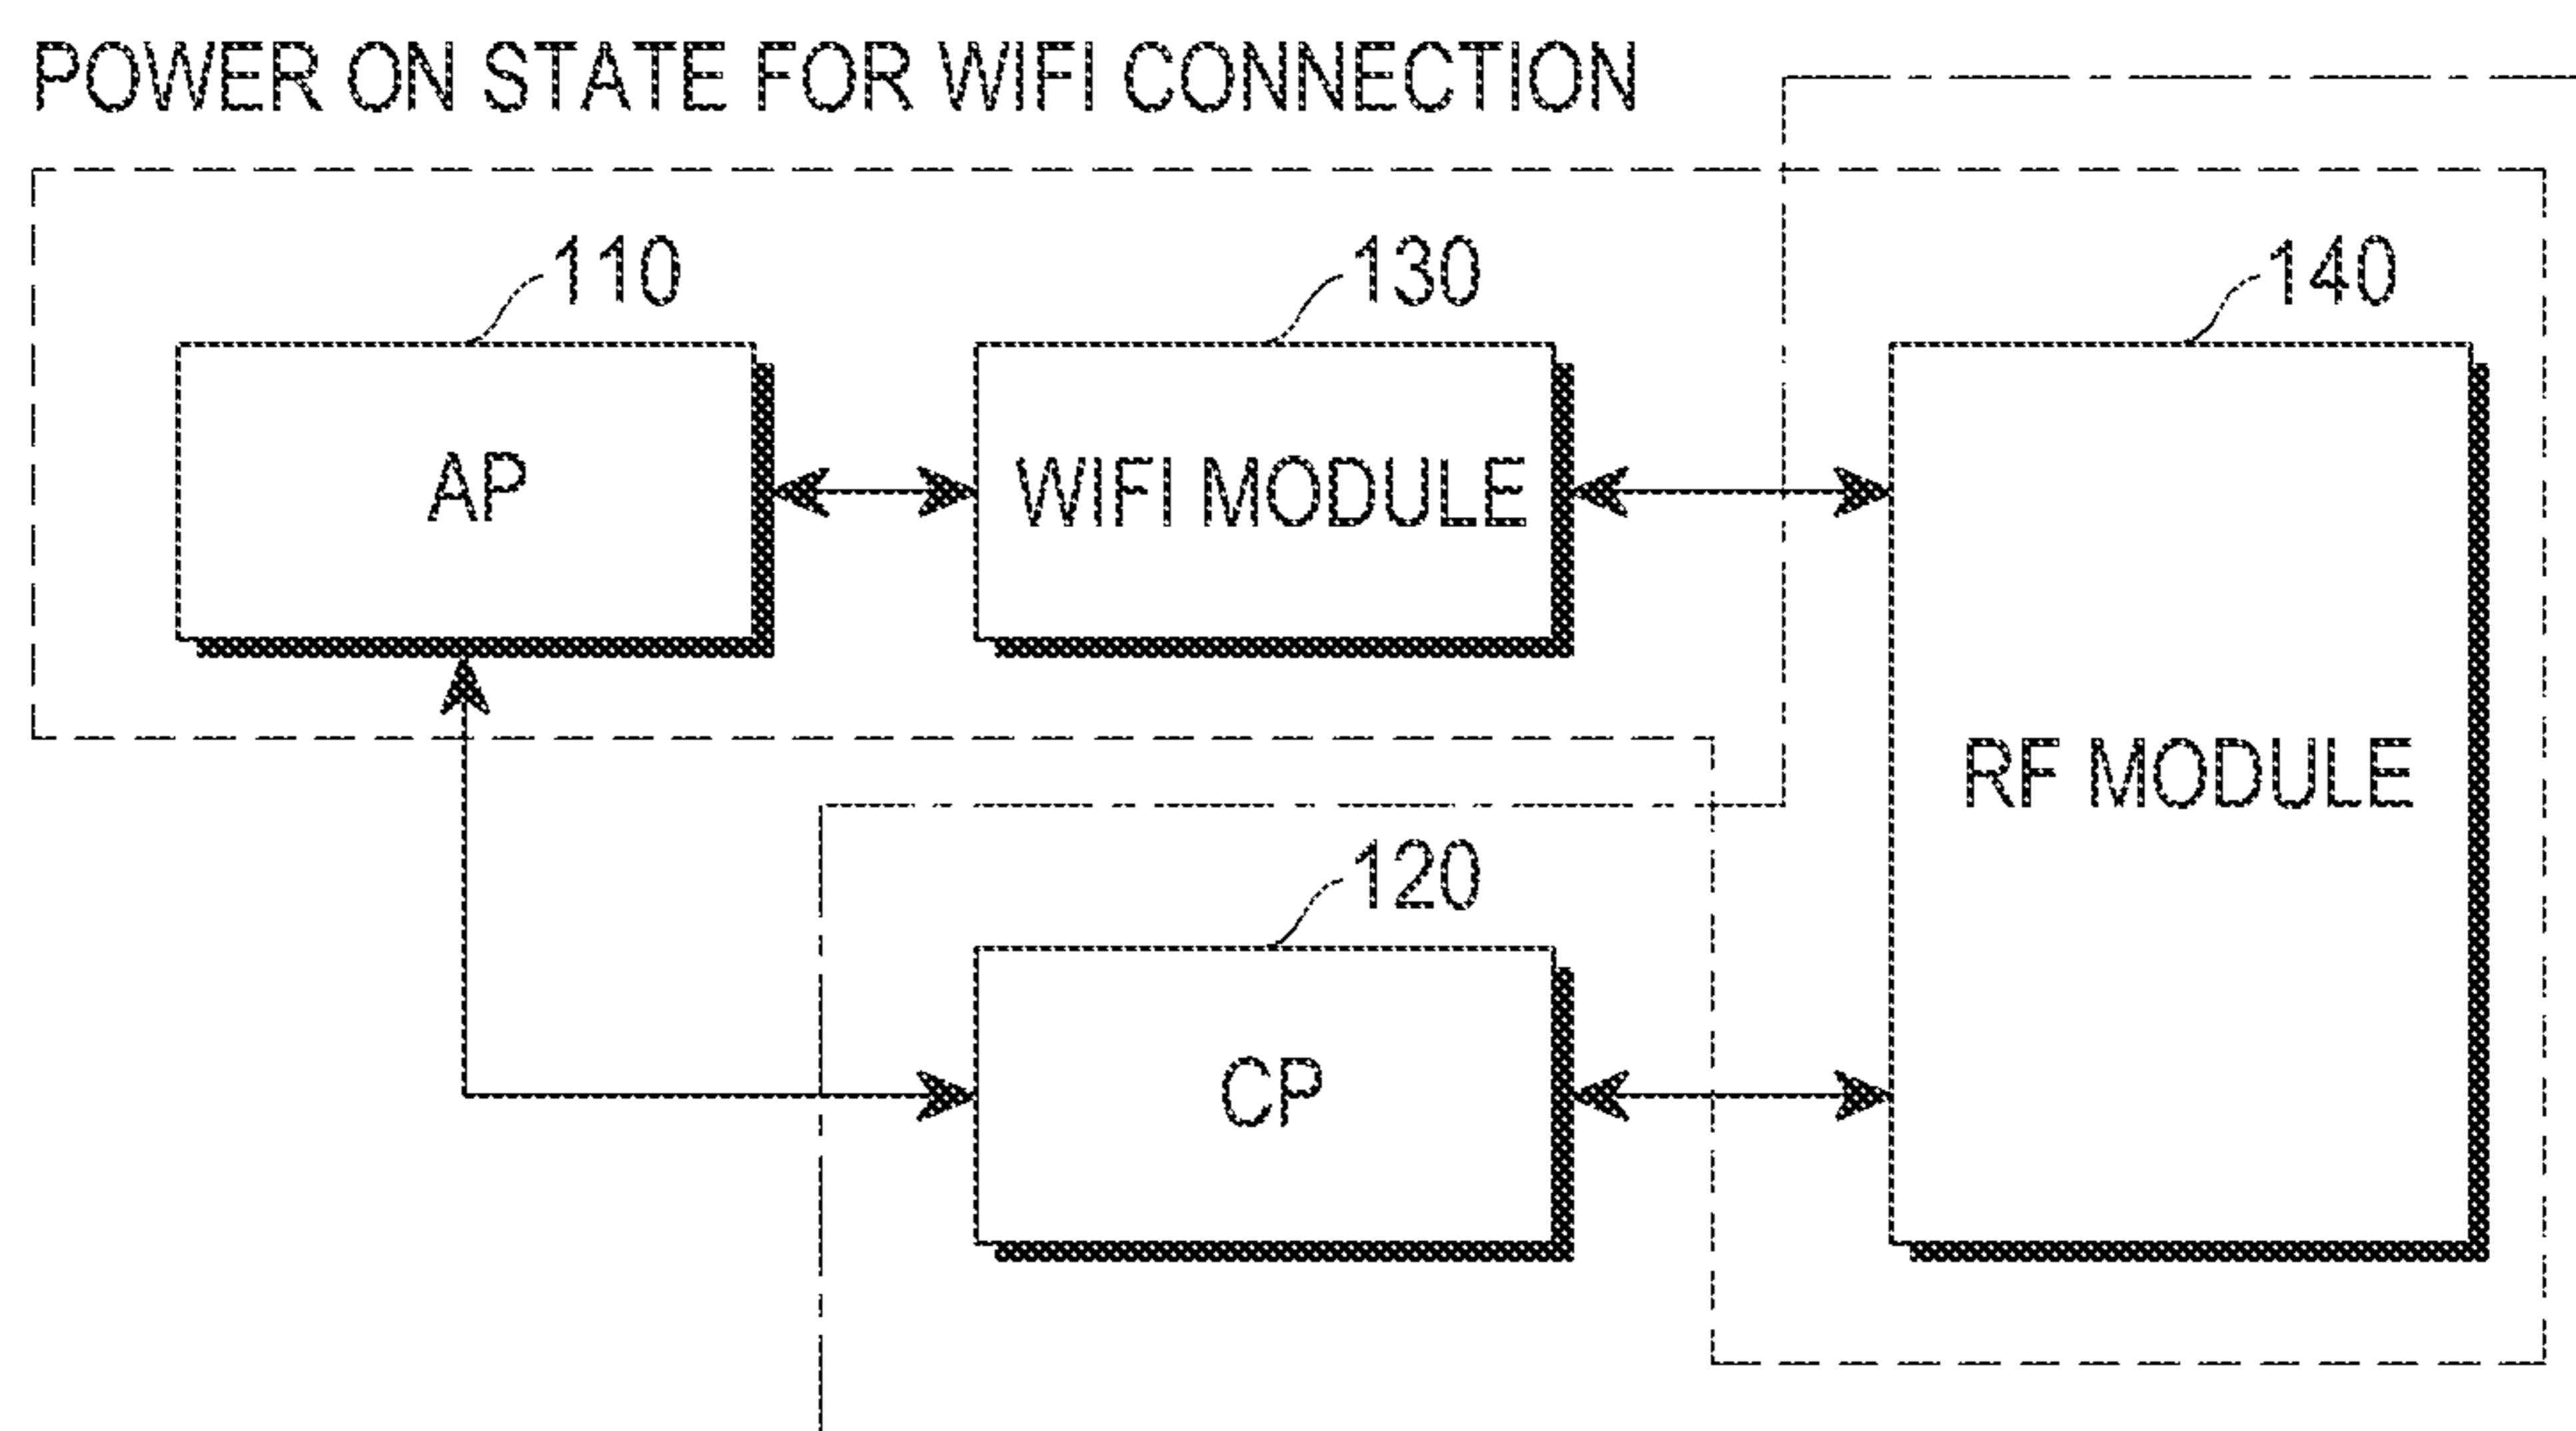 POWER ON STATE FOR WIFI CONNECTION
110
130
140
AP
WIFI MODULE
RF MODULE
120
CP